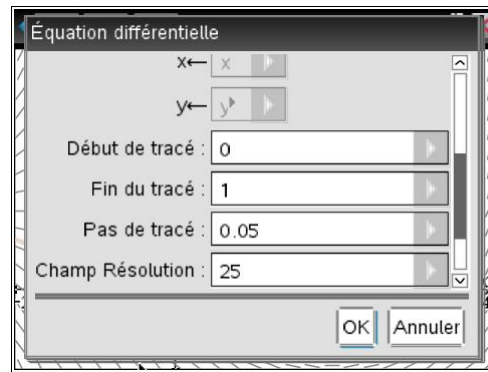 Équation différentielle
x← x
y← y
Début de tracé : 0
Fin du tracé : 1
Pas de tracé : 0.05
Champ Résolution : 25
OK Annuler